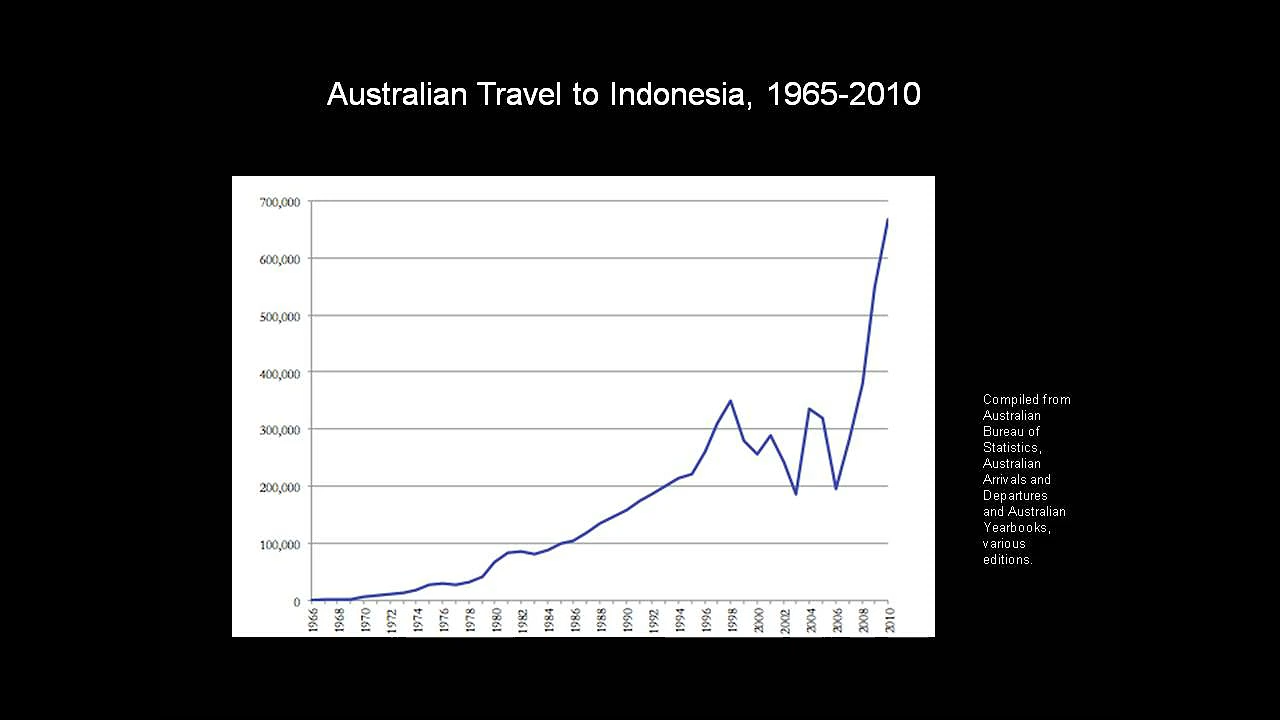 Australian Travel to Indonesia, 1965-2010
700,000
600,000
500,000
400,000
300,000
200,000
100,000
0
1966
1968
1970
1972
1974
1976
1978
1980
1982
1984
1986
1988
1990
1992
1994
1996
1998
2000
2002
2004
2006
2008
2010
Compiled from
Australian
Bureau of
Statistics,
Australian
Arrivals and
Departures
and Australian
Yearbooks,
various
editions.